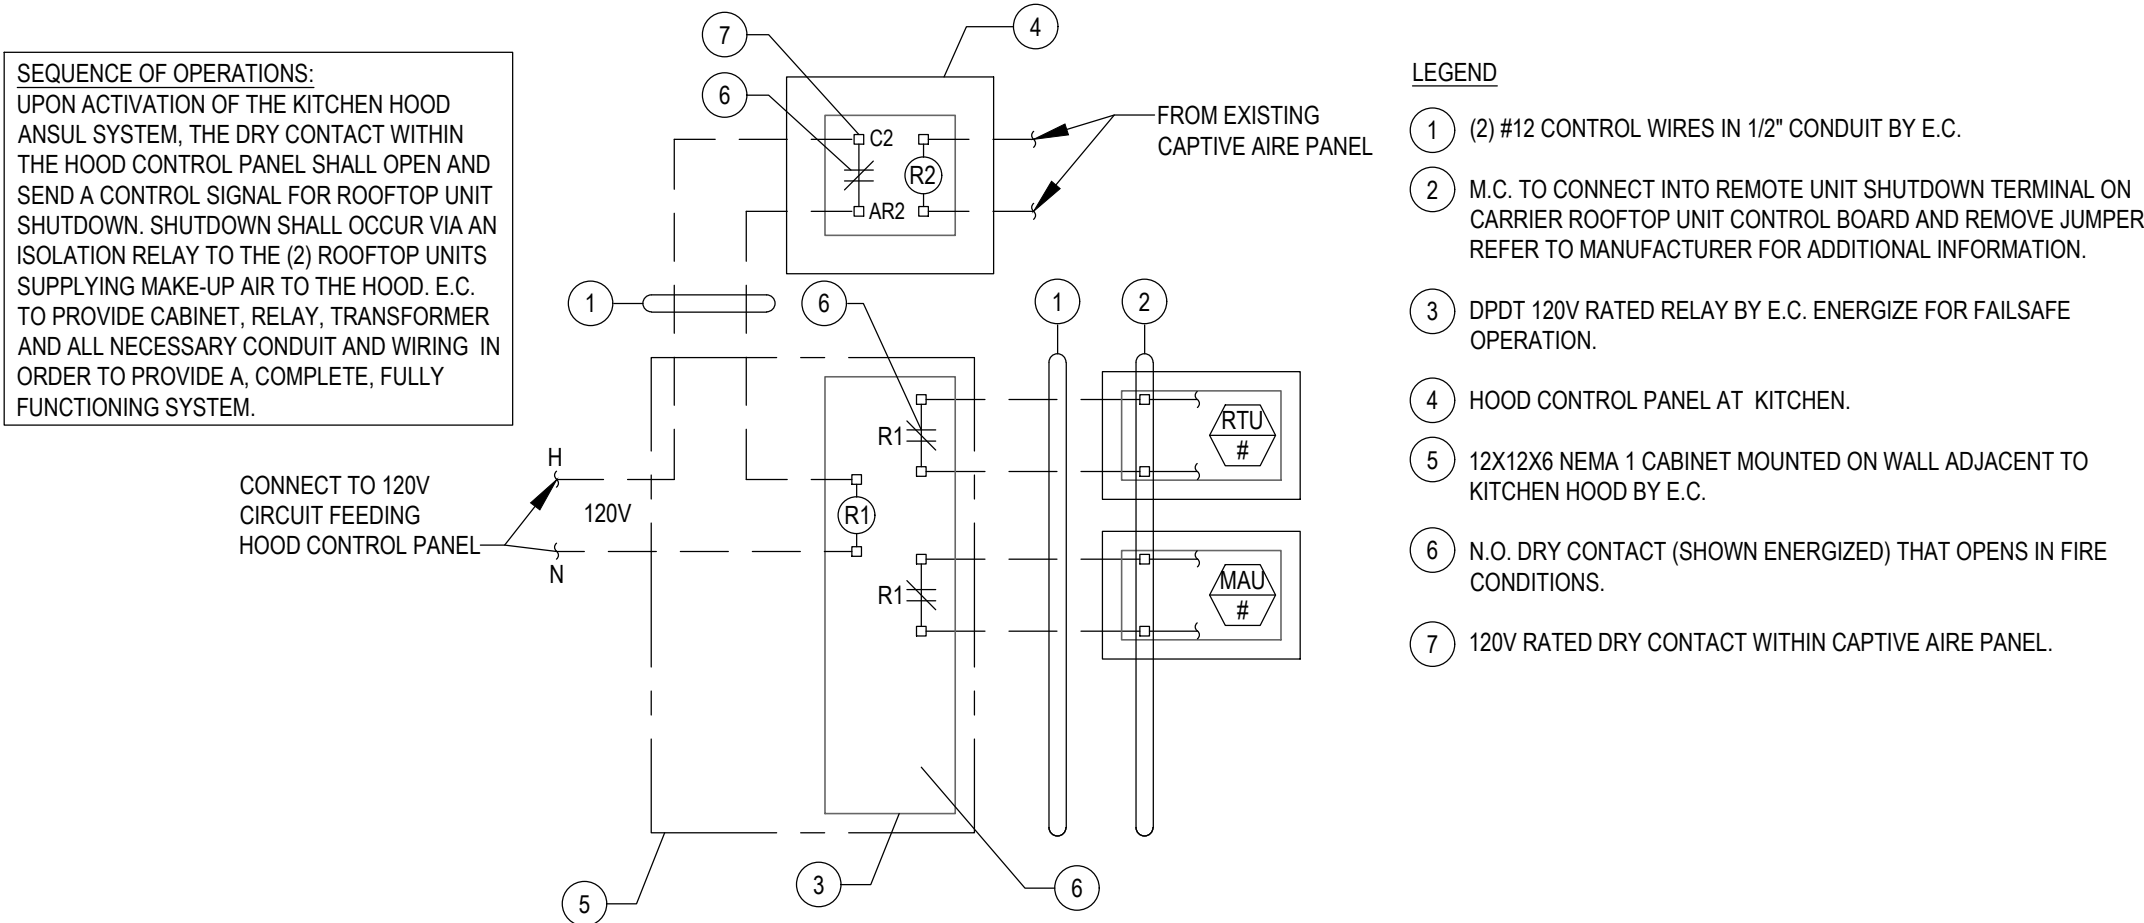 SEQUENCE OF OPERATIONS:
UPON ACTIVATION OF THE KITCHEN HOOD
ANSUL SYSTEM, THE DRY CONTACT WITHIN
THE HOOD CONTROL PANEL SHALL OPEN AND
SEND A CONTROL SIGNAL FOR ROOFTOP UNIT
SHUTDOWN. SHUTDOWN SHALL OCCUR VIA AN
ISOLATION RELAY TO THE (2) ROOFTOP UNITS
SUPPLYING MAKE-UP AIR TO THE HOOD. E.C.
TO PROVIDE CABINET, RELAY, TRANSFORMER
AND ALL NECESSARY CONDUIT AND WIRING IN
ORDER TO PROVIDE A, COMPLETE, FULLY
FUNCTIONING SYSTEM.
7
4
6
C2
R2
AR2
FROM EXISTING
CAPTIVE AIRE PANEL
1
6
1
2
H
CONNECT TO 120V
CIRCUIT FEEDING
HOOD CONTROL PANEL
120V
N
R1
R1
R1
RTU
#
MAU
#
5
3
6
LEGEND
1 (2) #12 CONTROL WIRES IN 1/2" CONDUIT BY E.C.
2 M.C. TO CONNECT INTO REMOTE UNIT SHUTDOWN TERMINAL ON
CARRIER ROOFTOP UNIT CONTROL BOARD AND REMOVE JUMPER
REFER TO MANUFACTURER FOR ADDITIONAL INFORMATION.
3 DPDT 120V RATED RELAY BY E.C. ENERGIZE FOR FAILSAFE
OPERATION.
4 HOOD CONTROL PANEL AT KITCHEN.
5 12X12X6 NEMA 1 CABINET MOUNTED ON WALL ADJACENT TO
KITCHEN HOOD BY E.C.
6 N.O. DRY CONTACT (SHOWN ENERGIZED) THAT OPENS IN FIRE
CONDITIONS.
7 120V RATED DRY CONTACT WITHIN CAPTIVE AIRE PANEL.